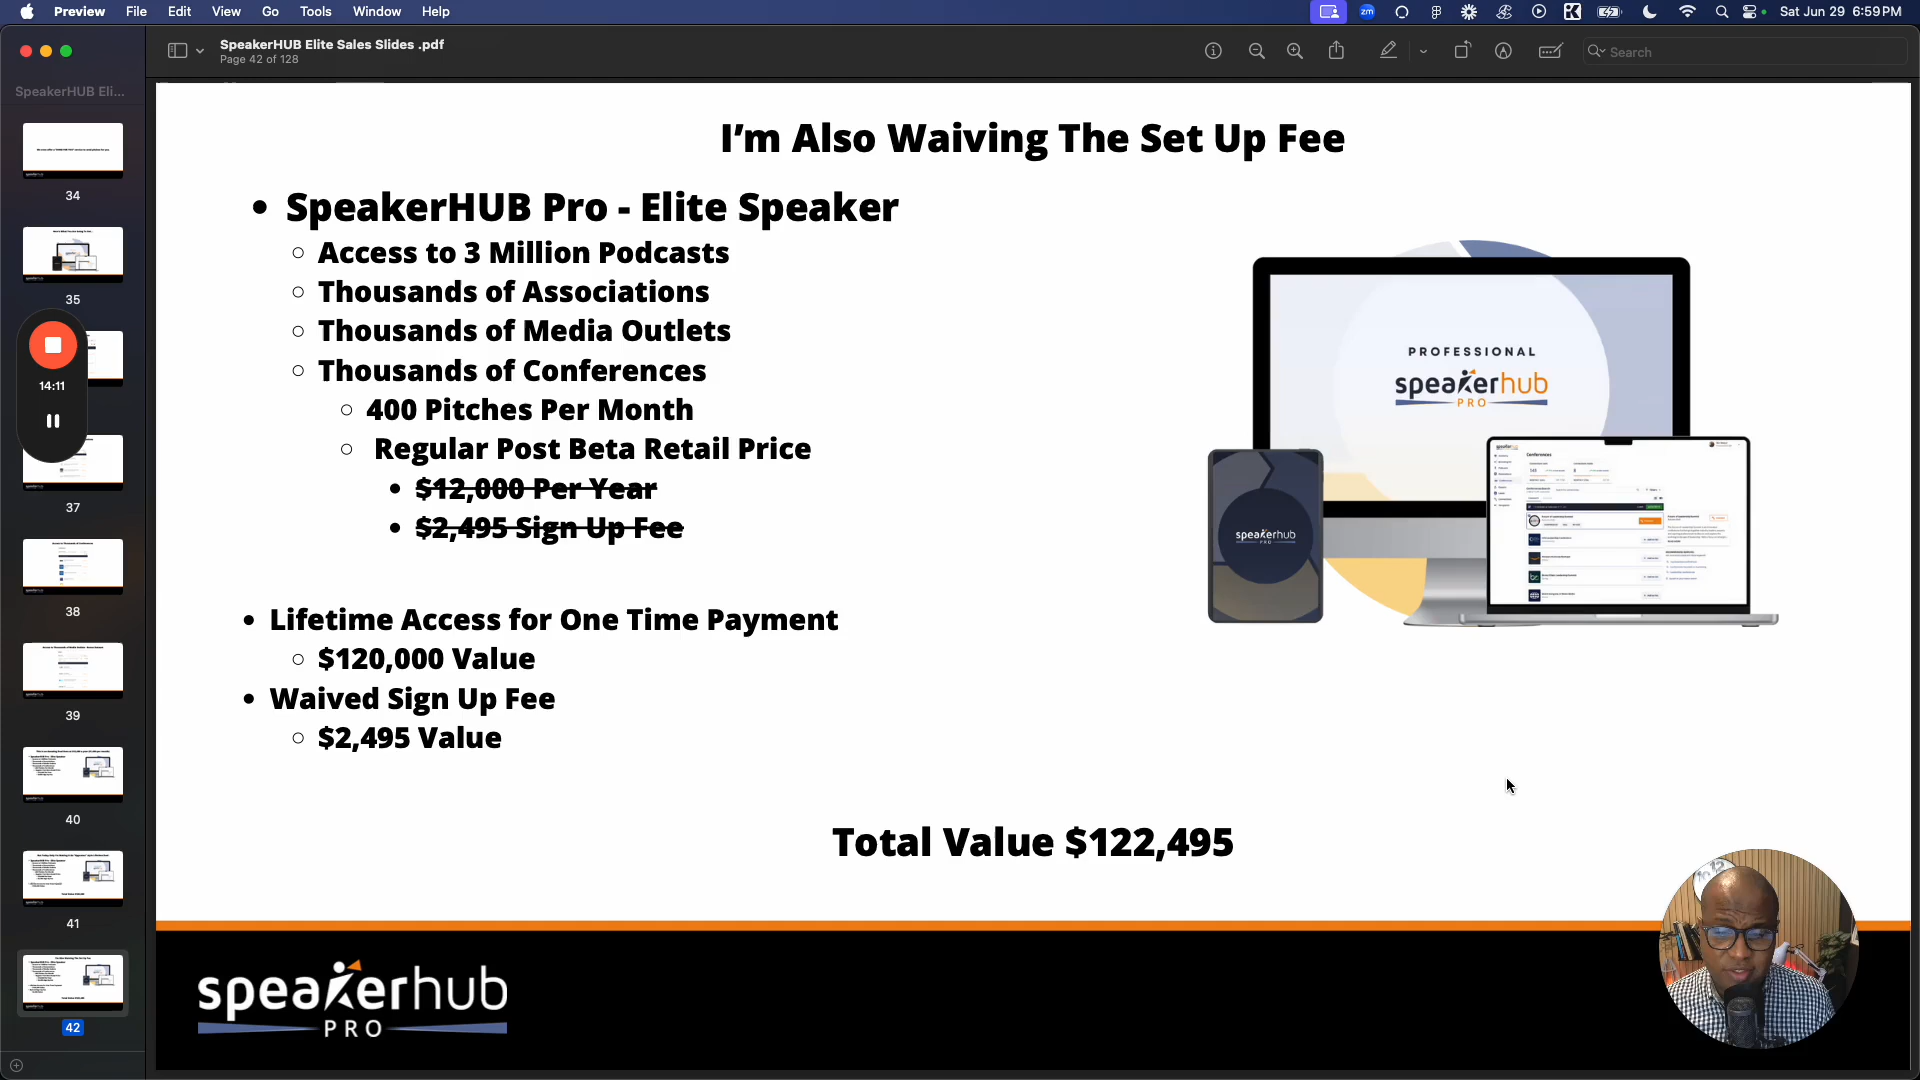 Preview File Edit View Go Tools Window Help
zm
Sat Jun 29 6:59 PM
SpeakerHUB Elite Sales Slides .pdf
Page 42 of 128
Search
SpeakerHUB Eli...
34
35
14:11
37
38
39
40
41
42
I'm Also Waiving The Set Up Fee
• SpeakerHUB Pro - Elite Speaker
○ Access to 3 Million Podcasts
○ Thousands of Associations
○ Thousands of Media Outlets
○ Thousands of Conferences
○ 400 Pitches Per Month
○ Regular Post Beta Retail Price
• $12,000 Per Year
• $2,495 Sign Up Fee
• Lifetime Access for One Time Payment
○ $120,000 Value
• Waived Sign Up Fee
○ $2,495 Value
PROFESSIONAL
speakerhub
PRO
speakerhub
PRO
Conferences
Total Value $122,495
speakerhub
PRO